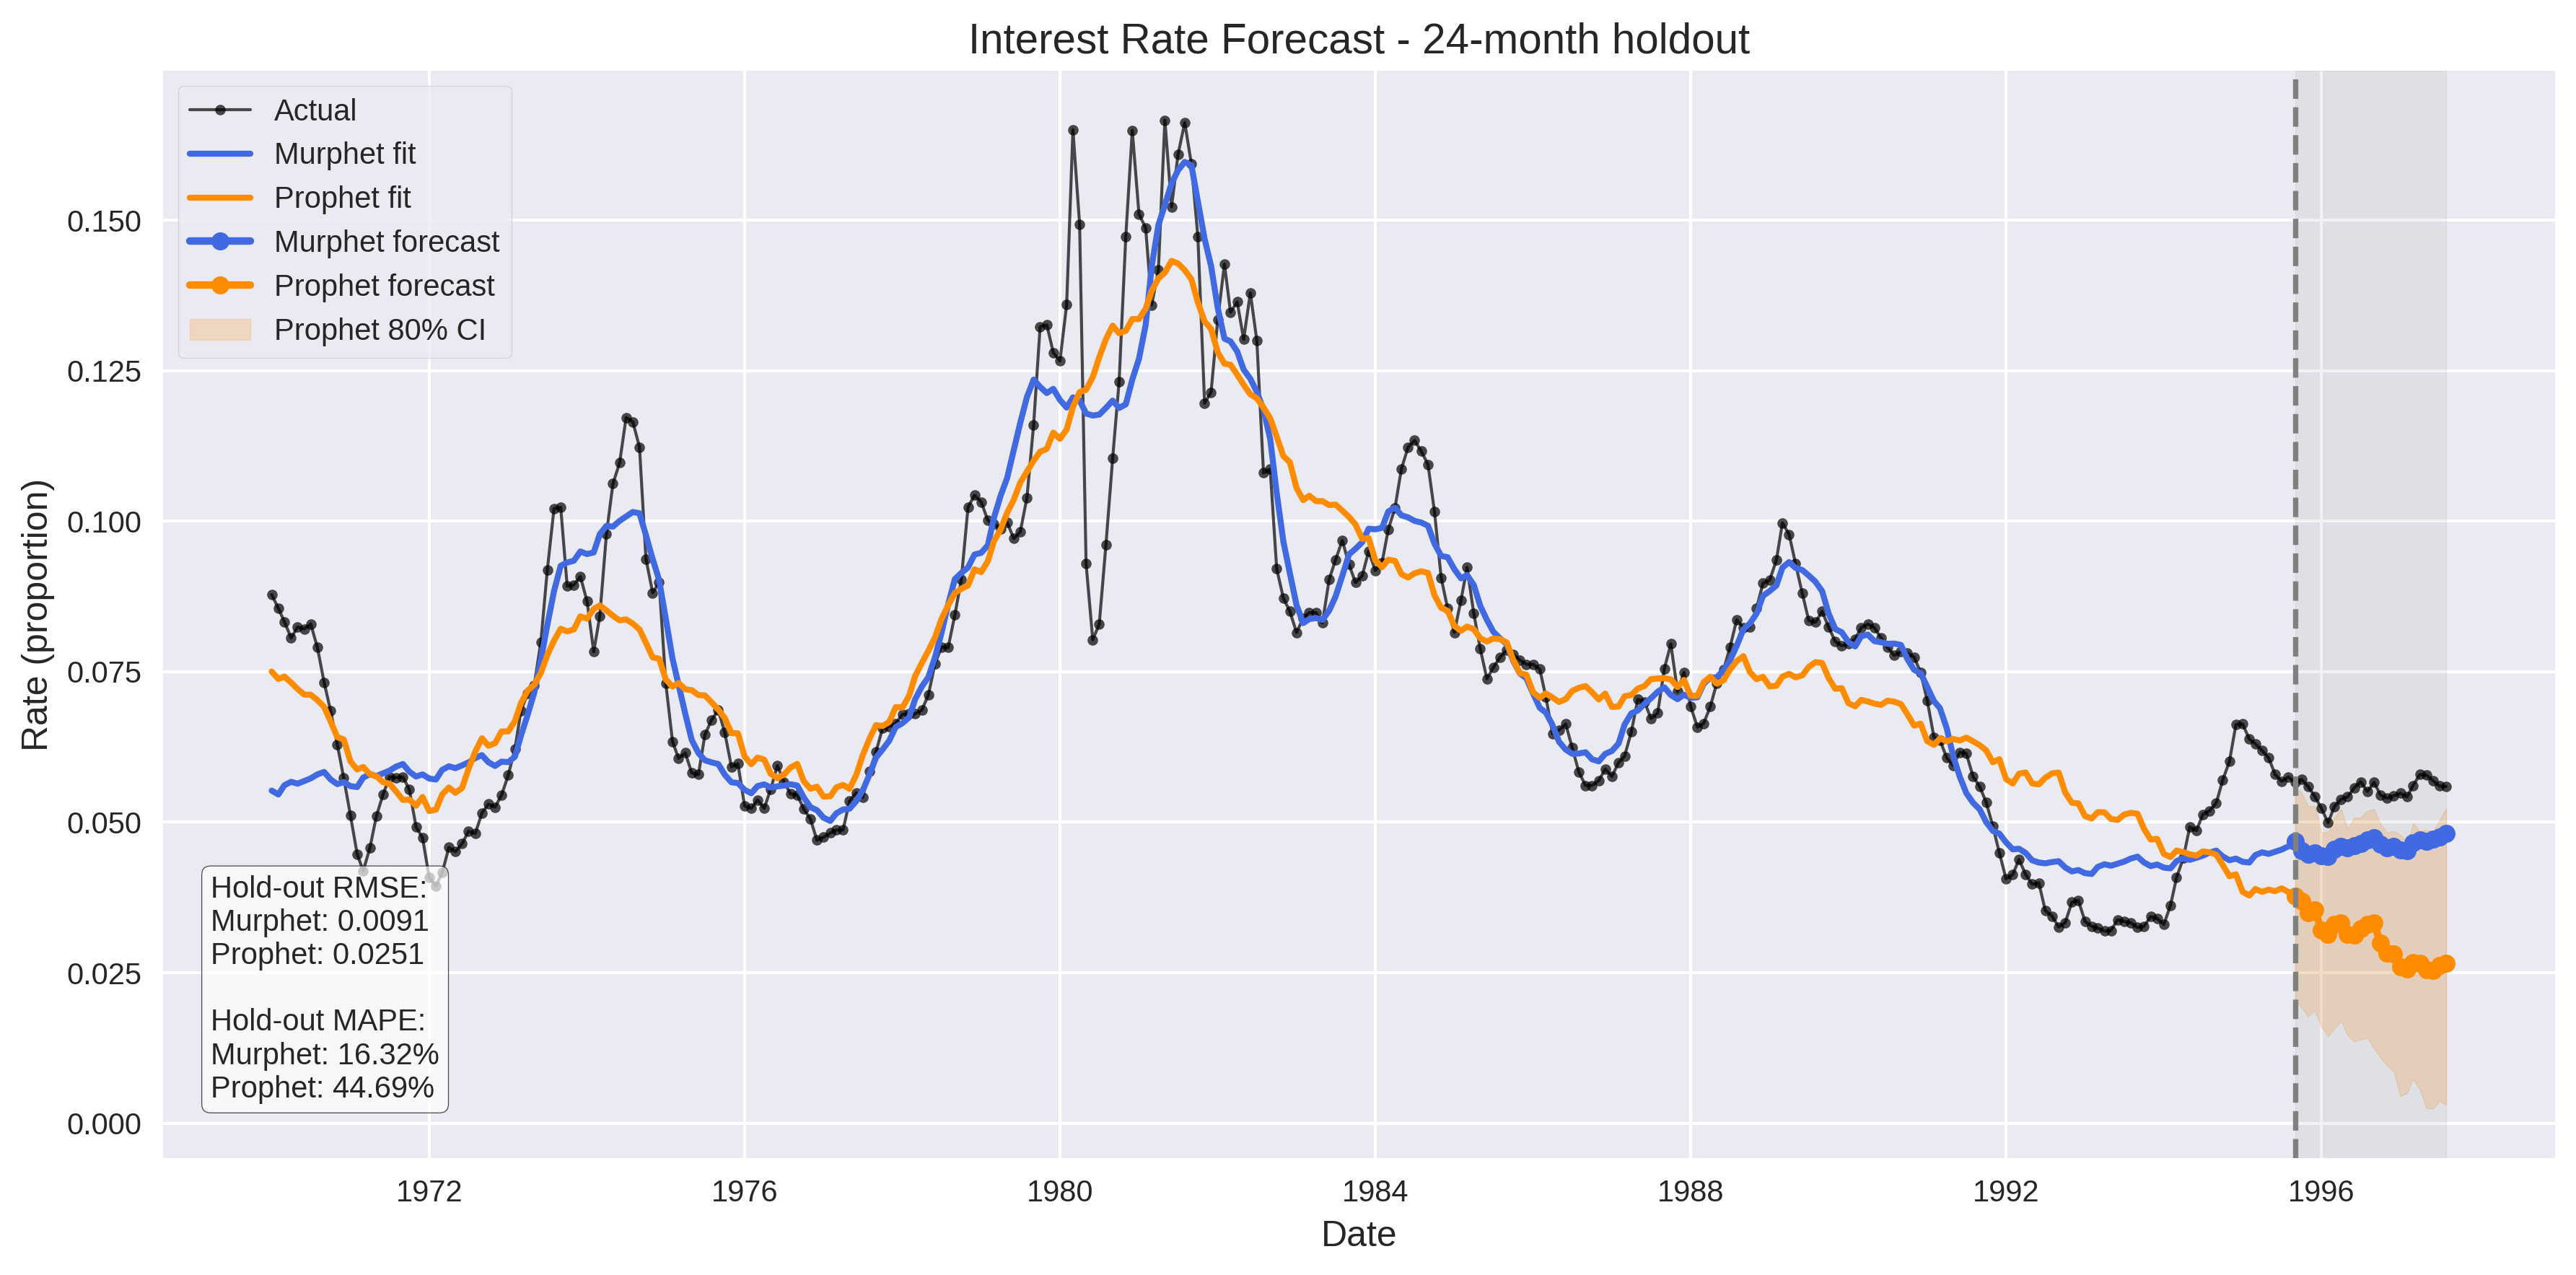 Interest Rate Forecast - 24-month holdout
Actual
Murphet fit
Prophet fit
Murphet forecast
Prophet forecast
Prophet 80% CI
Rate (proportion)
0.150
0.125
0.100
0.075
0.050
0.025
0.000
Hold-out RMSE:
Murphet: 0.0091
Prophet: 0.0251
Hold-out MAPE:
Murphet: 16.32%
Prophet: 44.69%
1972 1976 1980 1984 1988 1992 1996
Date